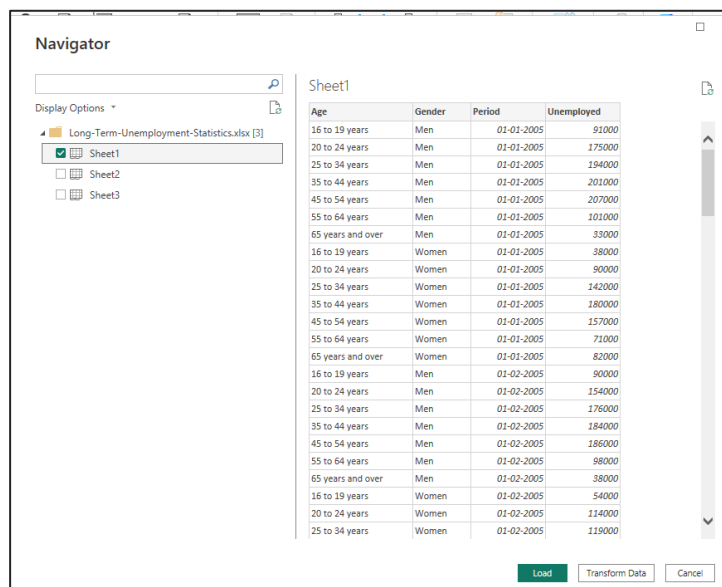 Navigator
Display Options
Long-Term-Unemployment-Statistics.xlsx [3]
Sheet1
Sheet2
Sheet3
Sheet1
Age Gender Period Unemployed
16 to 19 years Men 01-01-2005 91000
20 to 24 years Men 01-01-2005 175000
25 to 34 years Men 01-01-2005 194000
35 to 44 years Men 01-01-2005 201000
45 to 54 years Men 01-01-2005 207000
55 to 64 years Men 01-01-2005 101000
65 years and over Men 01-01-2005 33000
16 to 19 years Women 01-01-2005 38000
20 to 24 years Women 01-01-2005 90000
25 to 34 years Women 01-01-2005 142000
35 to 44 years Women 01-01-2005 180000
45 to 54 years Women 01-01-2005 157000
55 to 64 years Women 01-01-2005 71000
65 years and over Women 01-01-2005 82000
16 to 19 years Men 01-02-2005 90000
20 to 24 years Men 01-02-2005 154000
25 to 34 years Men 01-02-2005 176000
35 to 44 years Men 01-02-2005 184000
45 to 54 years Men 01-02-2005 186000
55 to 64 years Men 01-02-2005 98000
65 years and over Men 01-02-2005 38000
16 to 19 years Women 01-02-2005 54000
20 to 24 years Women 01-02-2005 114000
25 to 34 years Women 01-02-2005 119000
Load Transform Data Cancel